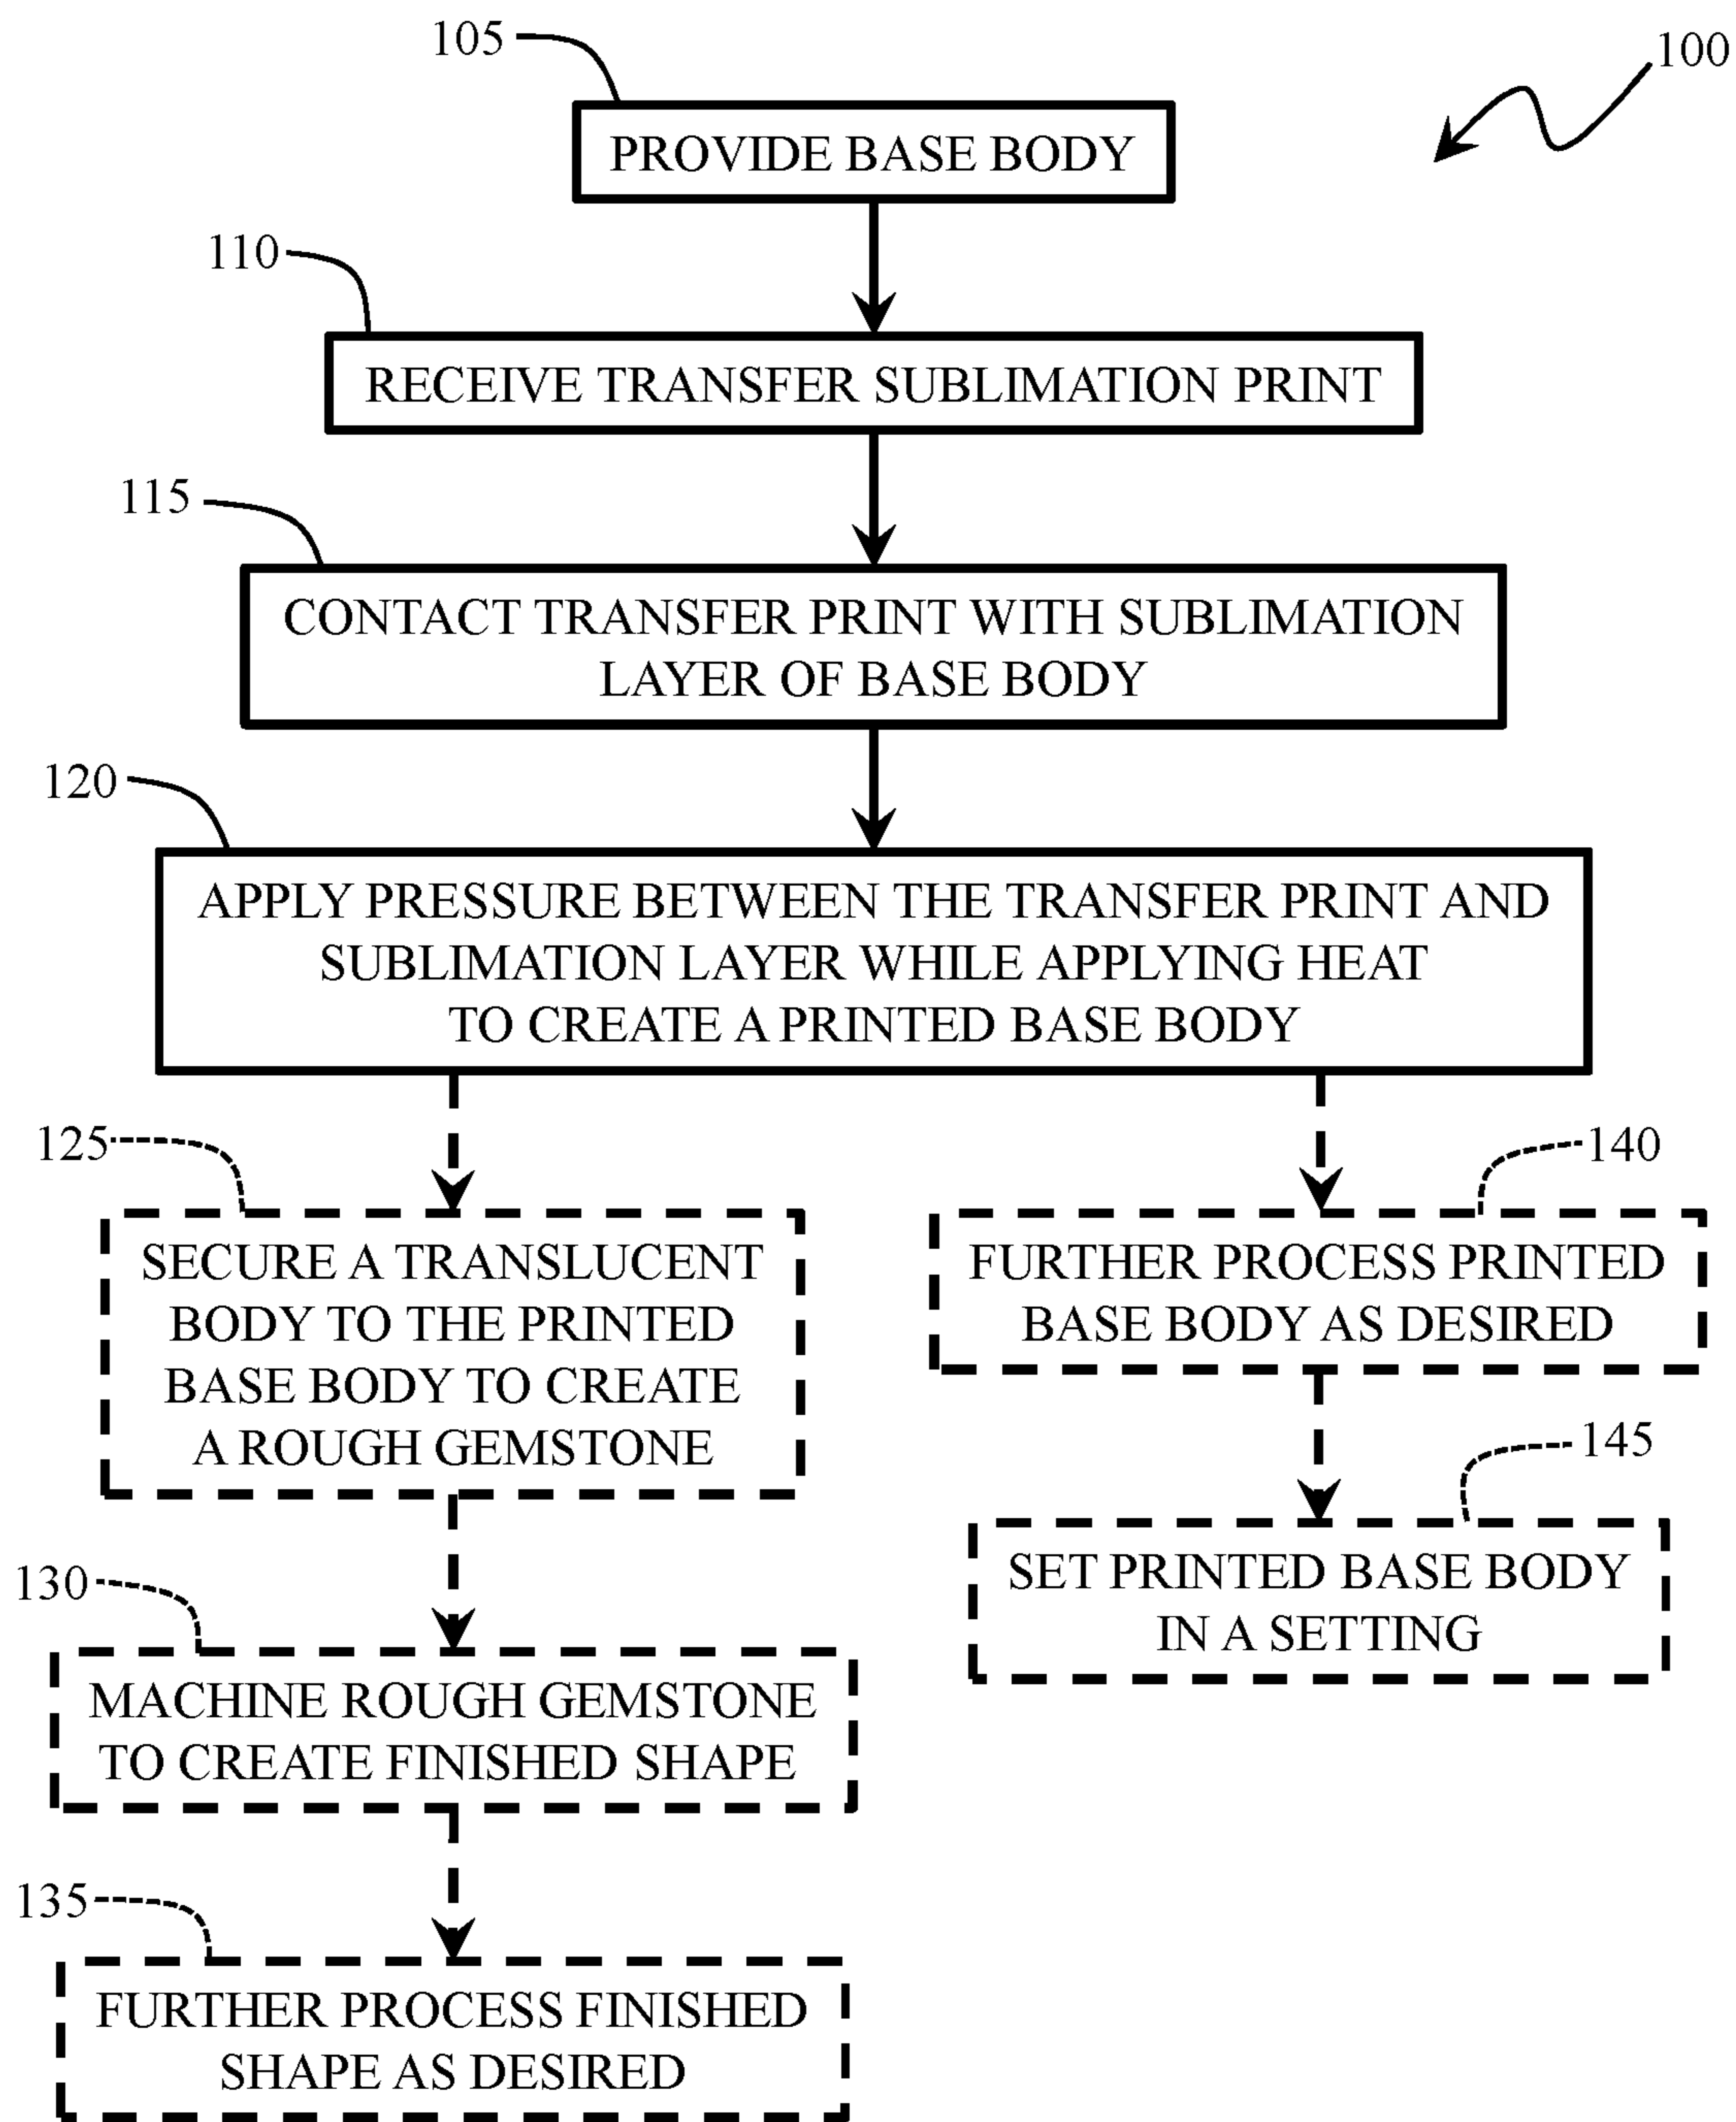 105
100
PROVIDE BASE BODY
110
RECEIVE TRANSFER SUBLIMATION PRINT
115
CONTACT TRANSFER PRINT WITH SUBLIMATION
LAYER OF BASE BODY
120
APPLY PRESSURE BETWEEN THE TRANSFER PRINT AND
SUBLIMATION LAYER WHILE APPLYING HEAT
TO CREATE A PRINTED BASE BODY
125
SECURE A TRANSLUCENT
BODY TO THE PRINTED
BASE BODY TO CREATE
A ROUGH GEMSTONE
130
MACHINE ROUGH GEMSTONE
TO CREATE FINISHED SHAPE
135
FURTHER PROCESS FINISHED
SHAPE AS DESIRED
140
FURTHER PROCESS PRINTED
BASE BODY AS DESIRED
145
SET PRINTED BASE BODY
IN A SETTING